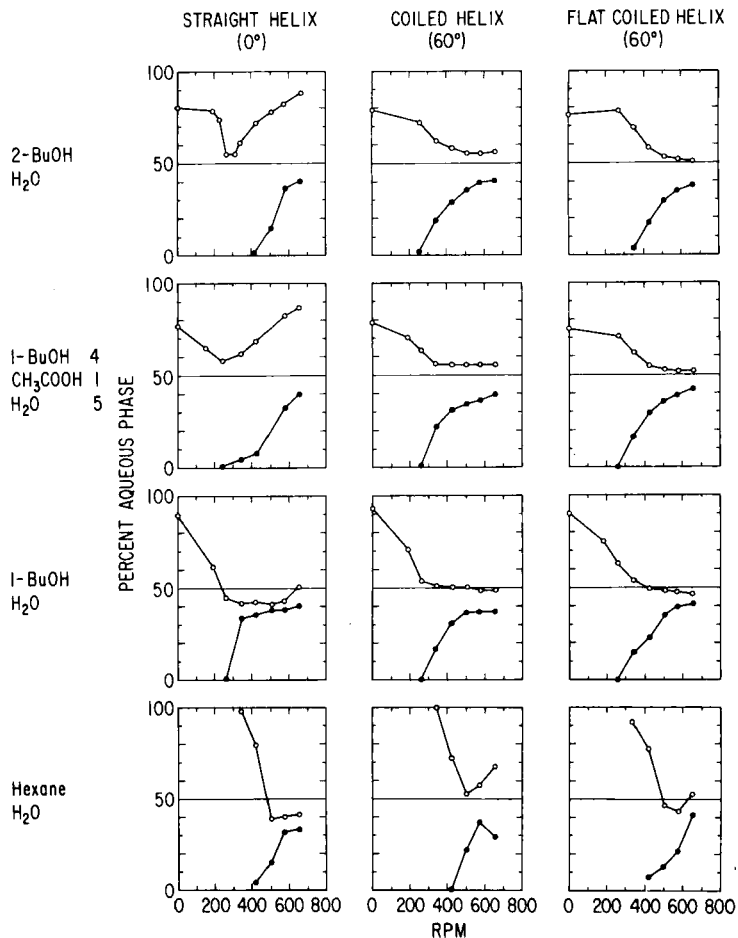 STRAIGHT HELIX
(0°)
COILED HELIX
(60°)
FLAT COILED HELIX
(60°)
PERCENT AQUEOUS PHASE
2-BuOH
H₂O
100
50
0
1-BuOH 4
CH₃COOH 1
H₂O 5
100
50
0
1-BuOH
H₂O
100
50
0
Hexane
H₂O
100
50
0
0 200 400 600 800
0 200 400 600 800
0 200 400 600 800
RPM